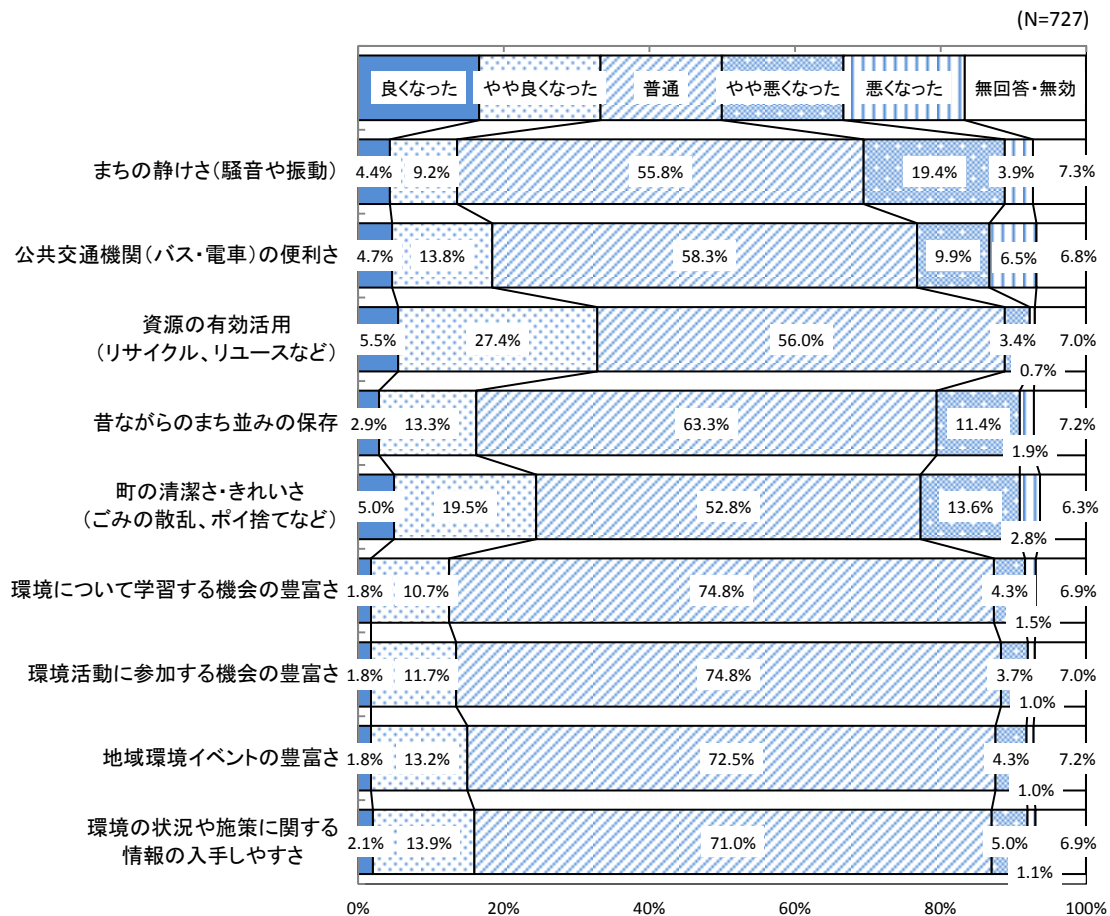 (N=727)
良くなった やや良くなった 普通 やや悪くなった 悪くなった 無回答・無効
まちの静けさ(騒音や振動) 4.4% 9.2% 55.8% 19.4% 3.9% 7.3%
公共交通機関(バス・電車)の便利さ 4.7% 13.8% 58.3% 9.9% 6.5% 6.8%
資源の有効活用
(リサイクル、リユースなど) 5.5% 27.4% 56.0% 3.4% 7.0%
0.7%
昔ながらのまち並みの保存 2.9% 13.3% 63.3% 11.4% 7.2%
1.9%
町の清潔さ・きれいさ
(ごみの散乱、ポイ捨てなど) 5.0% 19.5% 52.8% 13.6% 6.3%
2.8%
環境について学習する機会の豊富さ 1.8% 10.7% 74.8% 4.3% 6.9%
1.5%
環境活動に参加する機会の豊富さ 1.8% 11.7% 74.8% 3.7% 7.0%
1.0%
地域環境イベントの豊富さ 1.8% 13.2% 72.5% 4.3% 7.2%
1.0%
環境の状況や施策に関する
情報の入手しやすさ 2.1% 13.9% 71.0% 5.0% 6.9%
1.1%
0% 20% 40% 60% 80% 100%